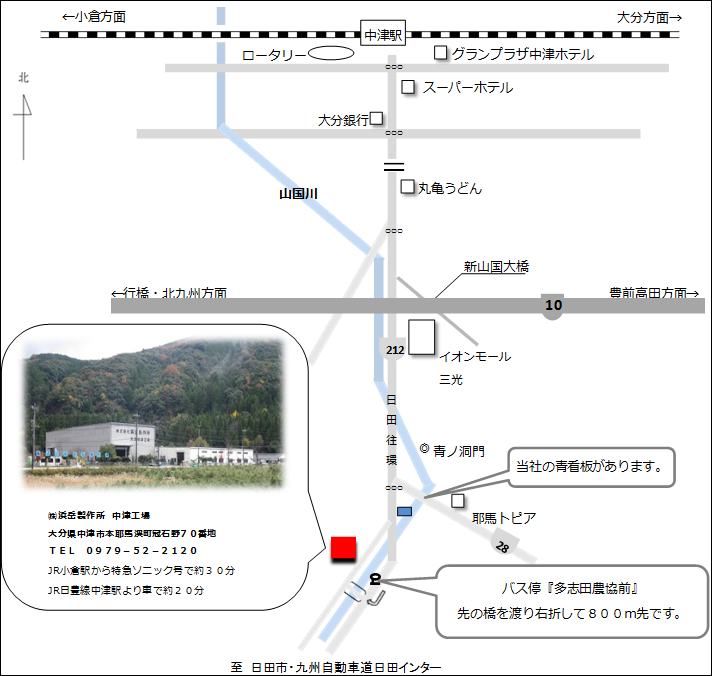 ←小倉方面
大分方面→
中津駅
ロータリー
グランプラザ中津ホテル
北
スーパーホテル
大分銀行
丸亀うどん
山国川
新山国大橋
←行橋・北九州方面
豊前高田方面→
10
212
イオンモール
三光
日田往環
青ノ洞門
当社の青看板があります。
耶馬トピア
28
㈱浜岳製作所 中津工場
大分県中津市本耶馬渓町冠石野７０番地
ＴＥＬ ０９７９－５２－２１２０
JR小倉駅から特急ソニック号で約３０分
JR日豊線中津駅より車で約２０分
バス停『多志田農協前』
先の橋を渡り右折して８００ｍ先です。
至 日田市・九州自動車道日田インター